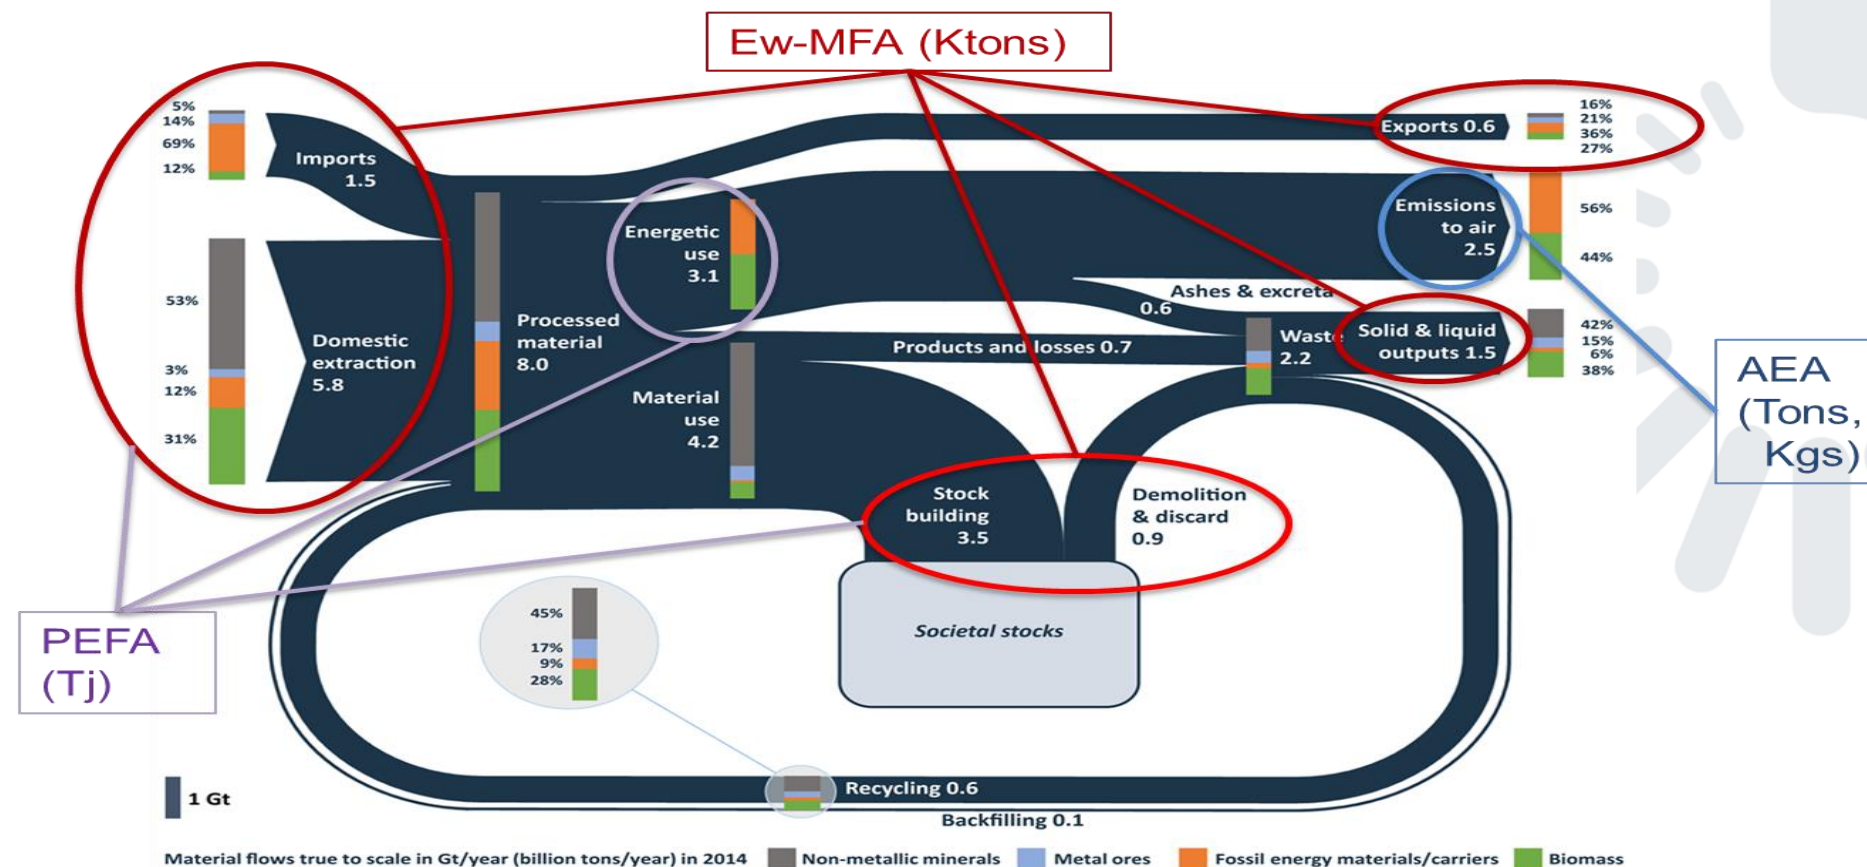 Ew-MFA (Ktons)
5%
14%
69%
12%
Imports
1.5
Exports 0.6
16%
21%
36%
27%
Energetic
use
3.1
Emissions
to air
2.5
56%
44%
53%
3%
12%
31%
Domestic
extraction
5.8
Processed
material
8.0
Ashes & excreta
0.6
Products and losses 0.7
Waste
2.2
Solid & liquid
outputs 1.5
42%
15%
6%
38%
AEA
(Tons,
Kgs)
Material
use
4.2
Stock
building
3.5
Demolition
& discard
0.9
PEFA
(Tj)
45%
17%
9%
28%
Societal stocks
1 Gt
Recycling 0.6
Backfilling 0.1
Material flows true to scale in Gt/year (billion tons/year) in 2014 Non-metallic minerals Metal ores Fossil energy materials/carriers Biomass